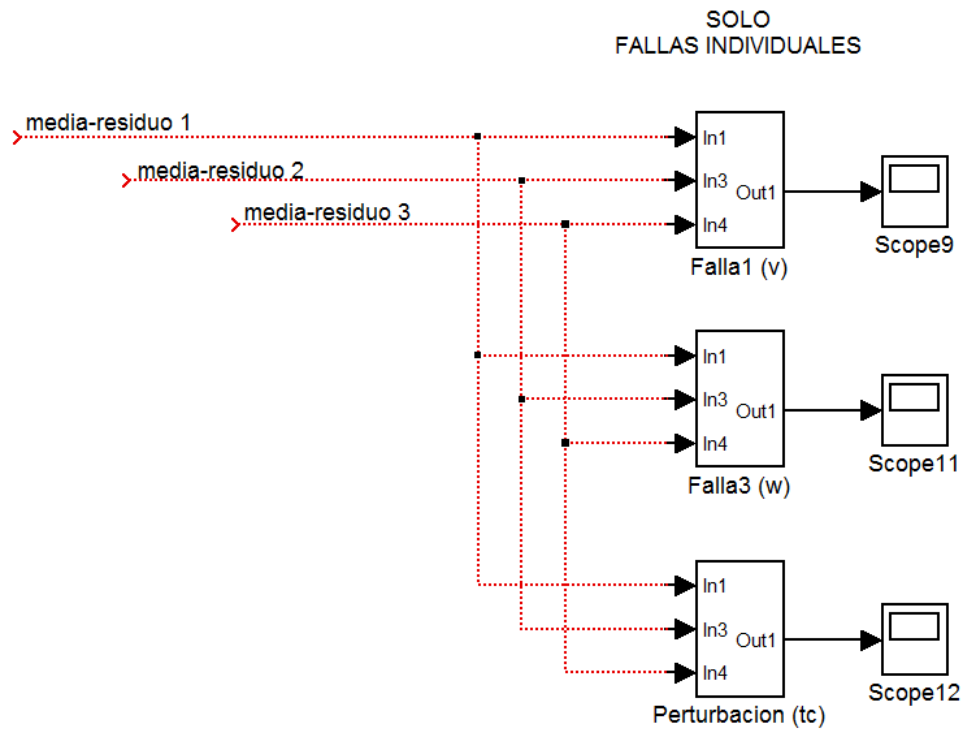 SOLO
FALLAS INDIVIDUALES
media-residuo 1
media-residuo 2
media-residuo 3
In1
In3
In4
Out1
Falla1 (v)
Scope9
In1
In3
In4
Out1
Falla3 (w)
Scope11
In1
In3
In4
Out1
Perturbacion (tc)
Scope12